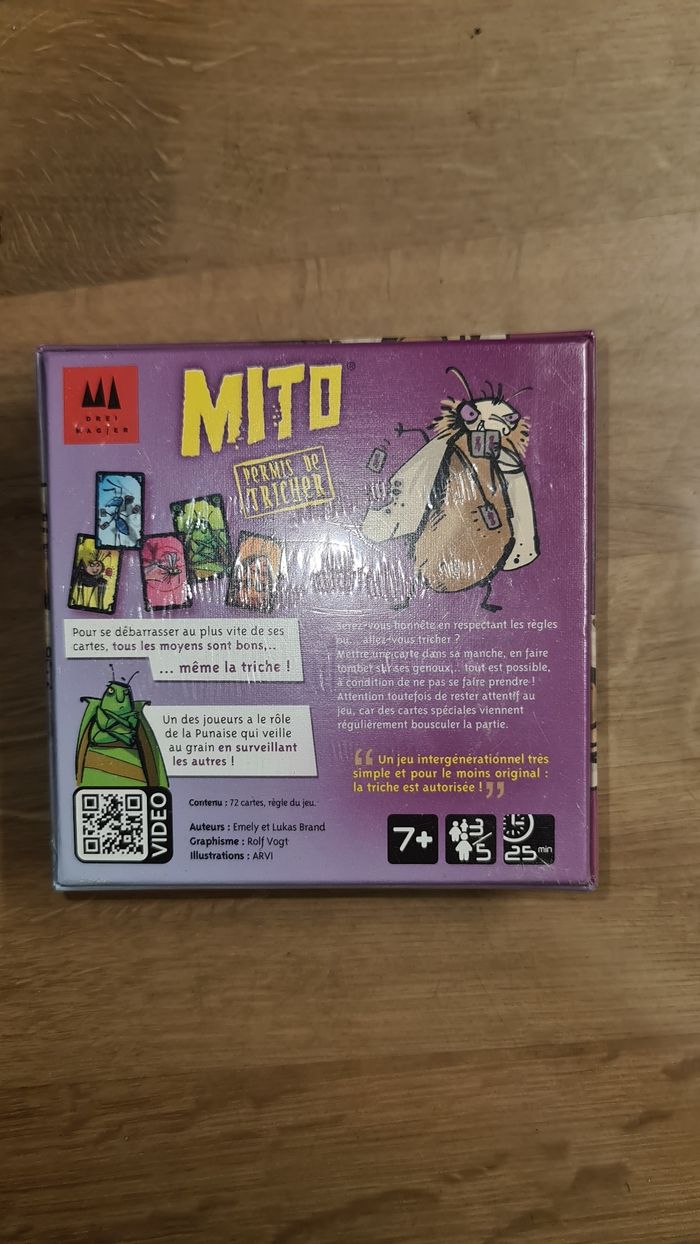 DREI
MAGIER
MITO®
PERMIS DE
TRICHER
Pour se débarrasser au plus vite de ses
cartes, tous les moyens sont bons,..
... même la triche !
Un des joueurs a le rôle
de la Punaise qui veille
au grain en surveillant
les autres !
Serez-vous honnête en respectant les règles
ou... allez-vous tricher ?
Mettre une carte dans sa manche, en faire
tomber sur ses genoux,.. tout est possible,
à condition de ne pas se faire prendre !
Attention toutefois de rester attentif au
jeu, car des cartes spéciales viennent
régulièrement bousculer la partie.
“ Un jeu intergénérationnel très
simple et pour le moins original :
la triche est autorisée ! ”
VIDEO
Contenu : 72 cartes, règle du jeu.
Auteurs : Emely et Lukas Brand
Graphisme : Rolf Vogt
Illustrations : ARVI
7+
3/5
25 min